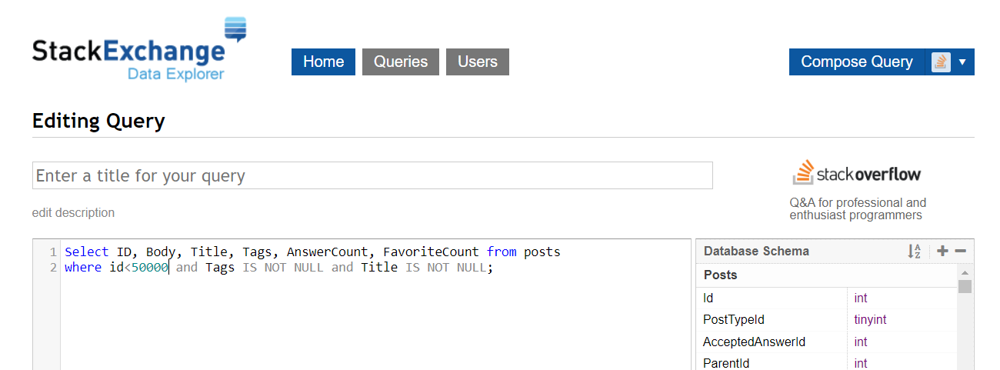 StackExchange
Data Explorer
Home Queries Users
Compose Query
Editing Query
Enter a title for your query
edit description
stackoverflow
Q&A for professional and
enthusiast programmers
1 Select ID, Body, Title, Tags, AnswerCount, FavoriteCount from posts
2 where id<50000 and Tags IS NOT NULL and Title IS NOT NULL;
Database Schema A Z
Posts
Id int
PostTypeId tinyint
AcceptedAnswerId int
ParentId int